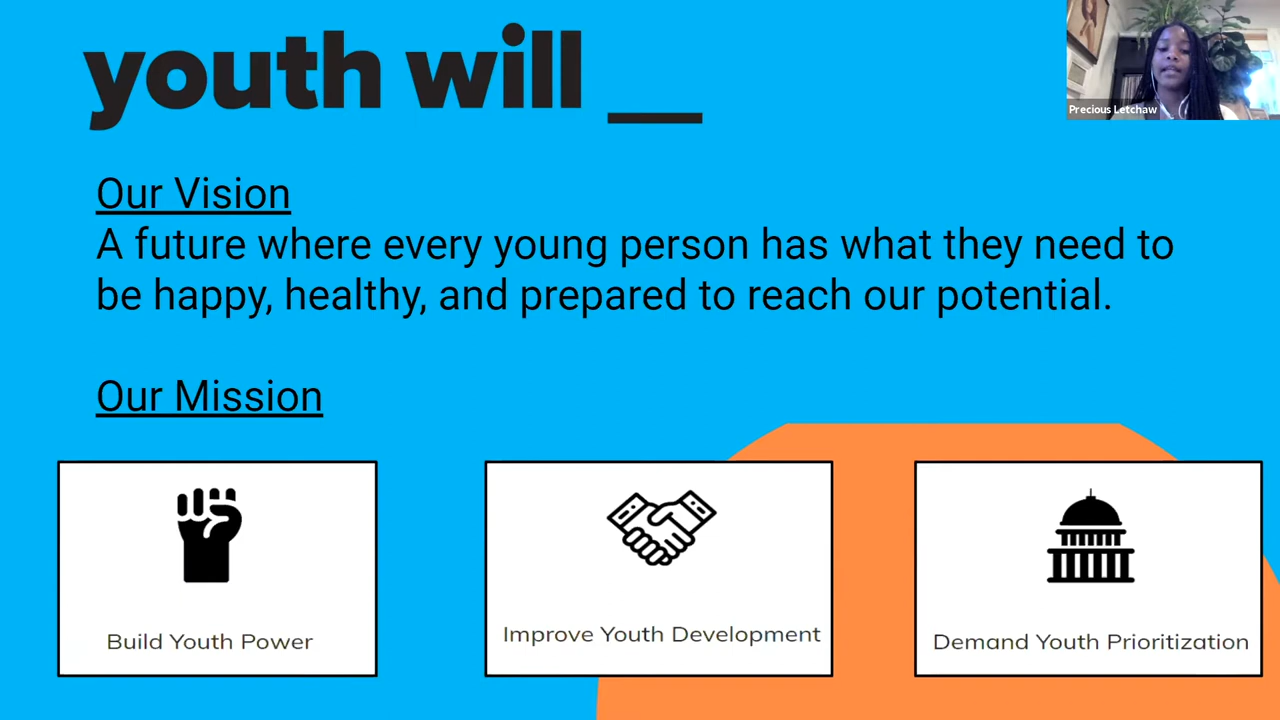 youth will __
Precious Letchaw
Our Vision
A future where every young person has what they need to
be happy, healthy, and prepared to reach our potential.
Our Mission
Build Youth Power
Improve Youth Development
Demand Youth Prioritization